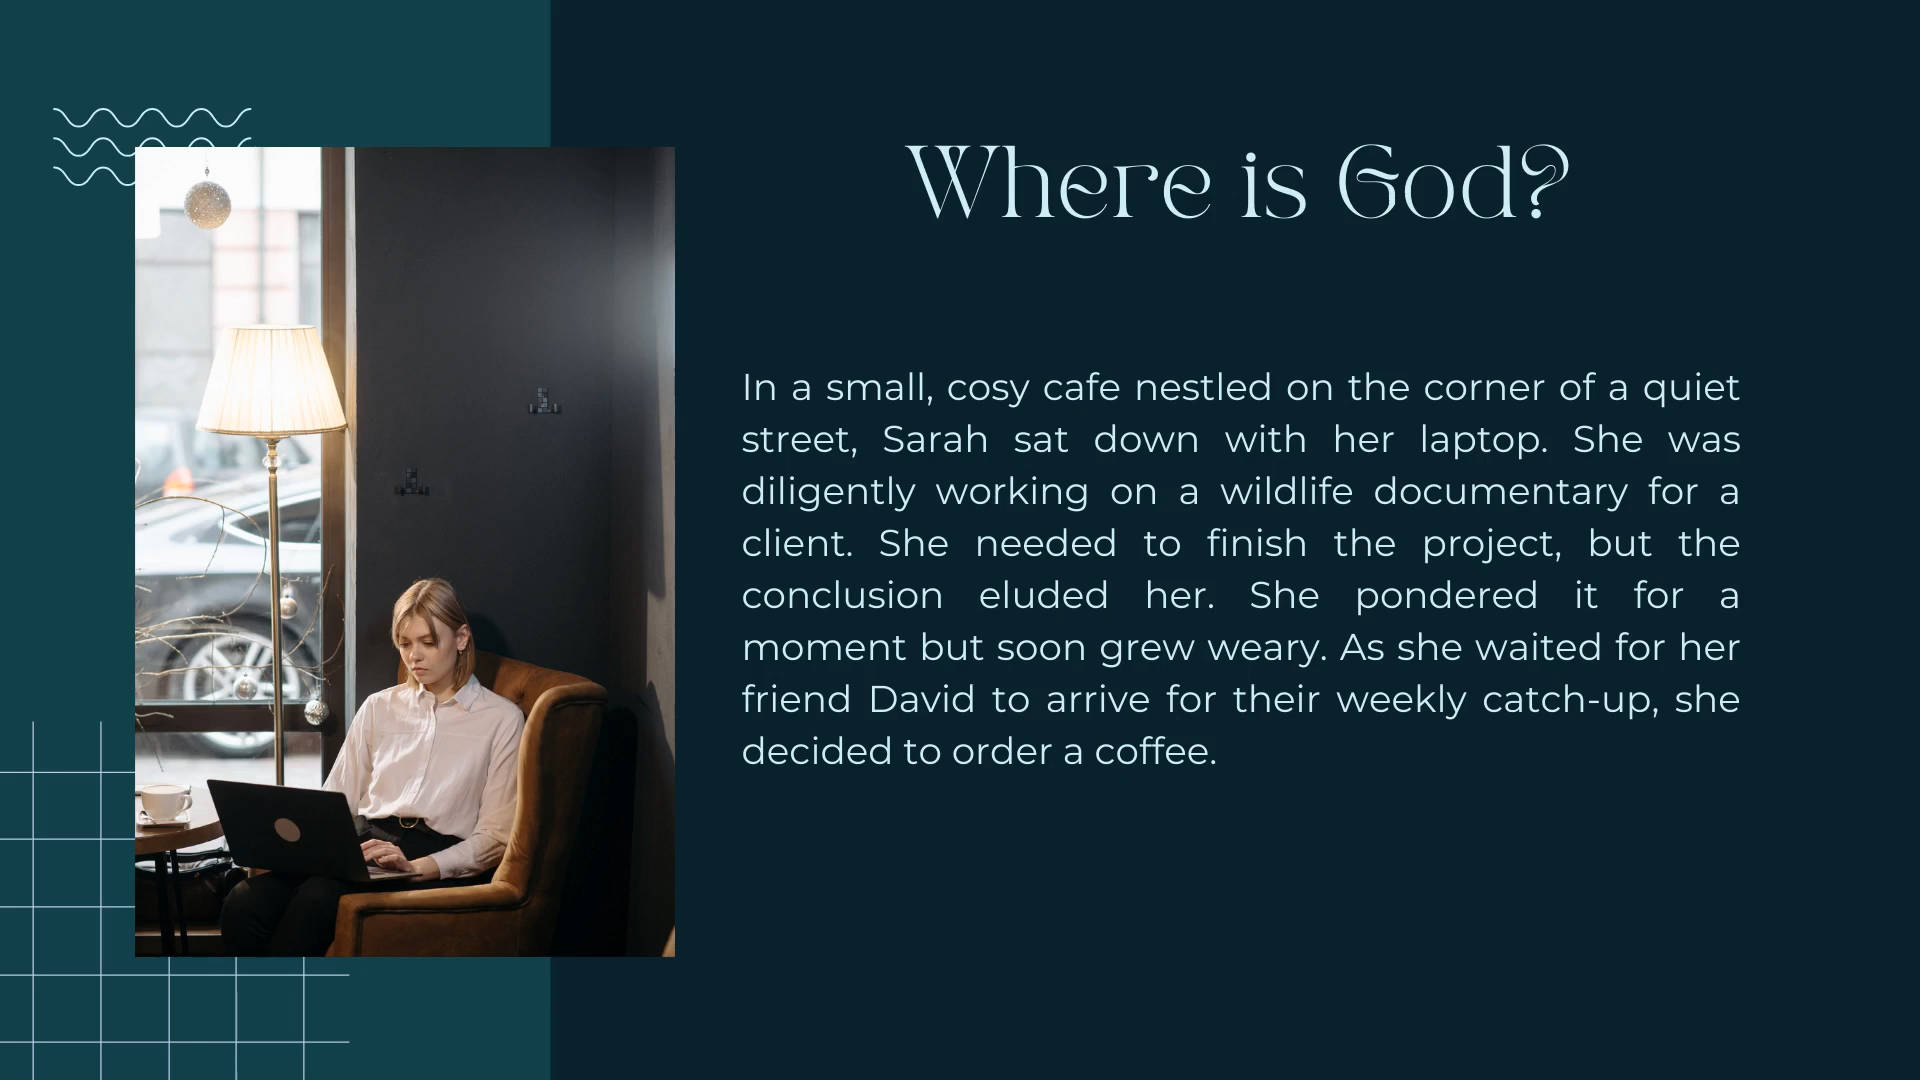 Where is God?
In a small, cosy cafe nestled on the corner of a quiet
street, Sarah sat down with her laptop. She was
diligently working on a wildlife documentary for a
client. She needed to finish the project, but the
conclusion eluded her. She pondered it for a
moment but soon grew weary. As she waited for her
friend David to arrive for their weekly catch-up, she
decided to order a coffee.